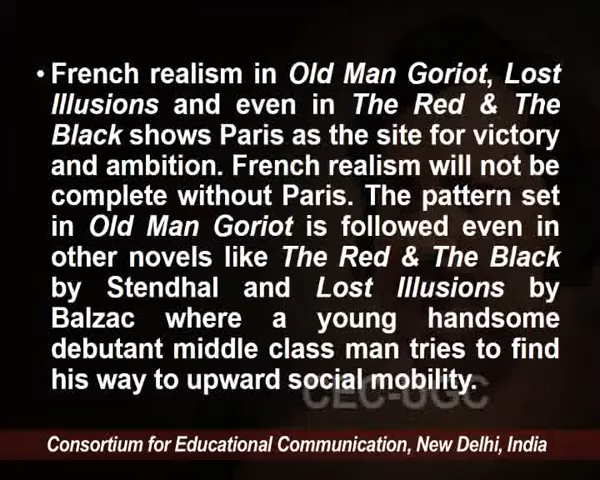 • French realism in Old Man Goriot, Lost
Illusions and even in The Red & The
Black shows Paris as the site for victory
and ambition. French realism will not be
complete without Paris. The pattern set
in Old Man Goriot is followed even in
other novels like The Red & The Black
by Stendhal and Lost Illusions by
Balzac where a young handsome
debutant middle class man tries to find
his way to upward social mobility.
CEC-UGC
Consortium for Educational Communication, New Delhi, India